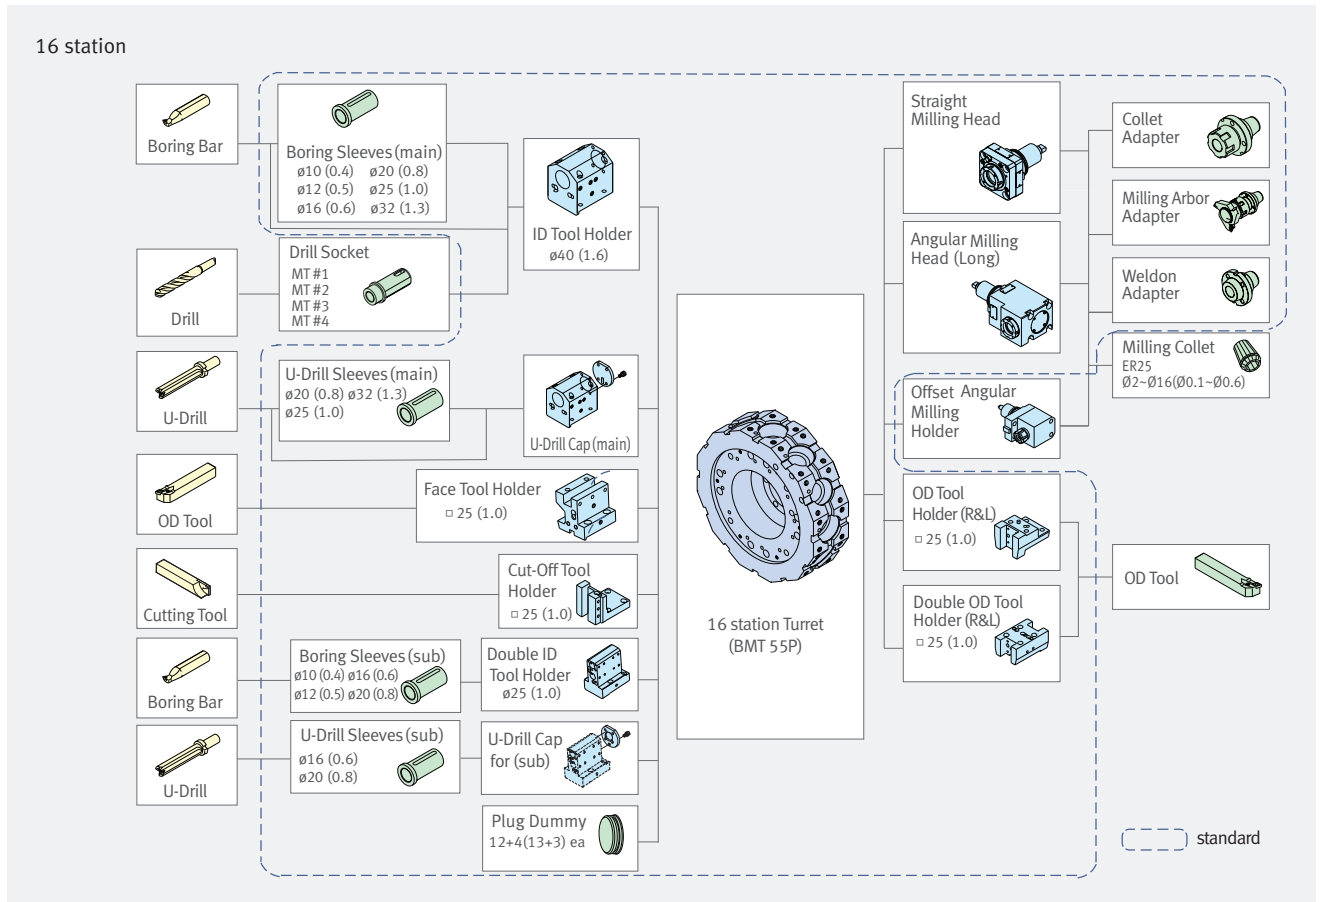 16 station
Boring Bar
Boring Sleeves (main)
ø10 (0.4) ø20 (0.8)
ø12 (0.5) ø25 (1.0)
ø16 (0.6) ø32 (1.3)
ID Tool Holder
ø40 (1.6)
Drill
Drill Socket
MT #1
MT #2
MT #3
MT #4
U-Drill
U-Drill Sleeves (main)
ø20 (0.8) ø32 (1.3)
ø25 (1.0)
U-Drill Cap (main)
OD Tool
Face Tool Holder
□ 25 (1.0)
Cutting Tool
Cut-Off Tool
Holder
□ 25 (1.0)
Boring Bar
Boring Sleeves (sub)
ø10 (0.4) ø16 (0.6)
ø12 (0.5) ø20 (0.8)
Double ID
Tool Holder
ø25 (1.0)
U-Drill
U-Drill Sleeves (sub)
ø16 (0.6)
ø20 (0.8)
U-Drill Cap
for (sub)
Plug Dummy
12+4(13+3) ea
16 station Turret
(BMT 55P)
Straight
Milling Head
Angular Milling
Head (Long)
Offset Angular
Milling
Holder
OD Tool
Holder (R&L)
□ 25 (1.0)
Double OD Tool
Holder (R&L)
□ 25 (1.0)
Collet
Adapter
Milling Arbor
Adapter
Weldon
Adapter
Milling Collet
ER25
Ø2~Ø16(Ø0.1~Ø0.6)
OD Tool
standard